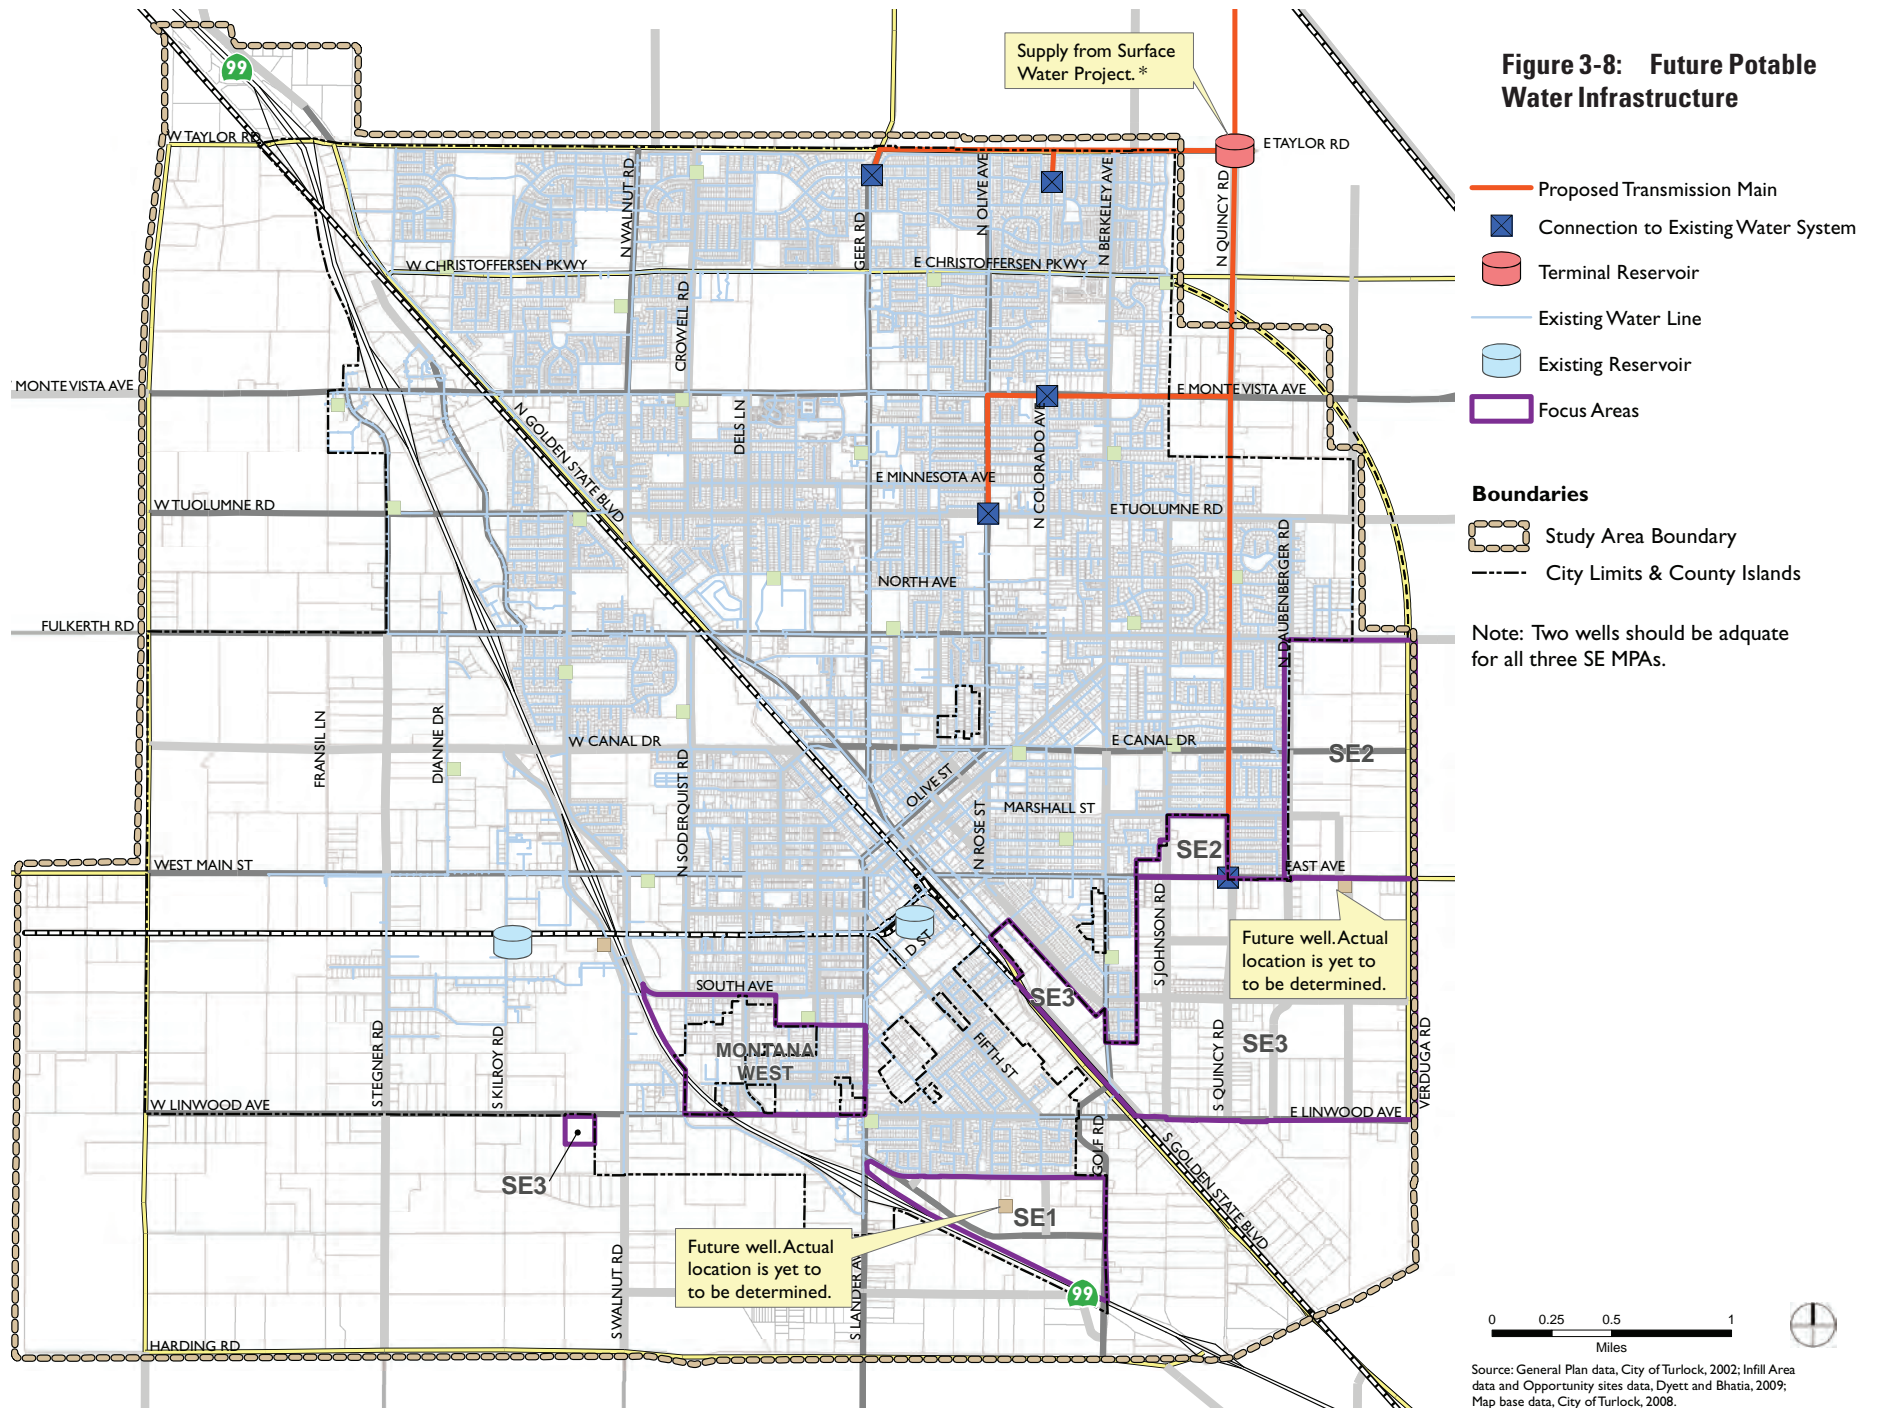 Figure 3-8: Future Potable
Water Infrastructure
Supply from Surface
Water Project. *
99
W TAYLOR RD
E TAYLOR RD
N WALNUT RD
GEER RD
N OLIVE AVE
N BERKELEY AVE
N QUINCY RD
W CHRISTOFFERSEN PKWY
E CHRISTOFFERSEN PKWY
CROWELL RD
MONTE VISTA AVE
E MONTE VISTA AVE
N GOLDEN STATE BLVD
DELS LN
N COLORADO AVE
E MINNESOTA AVE
W TUOLUMNE RD
E TUOLUMNE RD
NORTH AVE
N DAUBENBERGER RD
FULKERTH RD
FRANSIL LN
DIANNE DR
W CANAL DR
E CANAL DR
SE2
N SODERQUIST RD
OLIVE ST
N ROSE ST
MARSHALL ST
SE2
WEST MAIN ST
EAST AVE
S JOHNSON RD
D ST
Future well. Actual
location is yet to
to be determined.
SOUTH AVE
SE3
MONTANA
WEST
FIFTH ST
SE3
STEGNER RD
S KILROY RD
S QUINCY RD
VERDUGA RD
W LINWOOD AVE
E LINWOOD AVE
GOLF RD
S GOLDEN STATE BLVD
SE3
SE1
Future well. Actual
location is yet to
to be determined.
S WALNUT RD
S LANDER AV
99
HARDING RD
Proposed Transmission Main
Connection to Existing Water System
Terminal Reservoir
Existing Water Line
Existing Reservoir
Focus Areas
Boundaries
Study Area Boundary
City Limits & County Islands
Note: Two wells should be adquate
for all three SE MPAs.
0 0.25 0.5 1
Miles
Source: General Plan data, City of Turlock, 2002; Infill Area
data and Opportunity sites data, Dyett and Bhatia, 2009;
Map base data, City of Turlock, 2008.